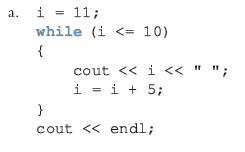 a. i = 11;
while (i <= 10)
{
cout << i << " ";
i = i + 5;
}
cout << endl;